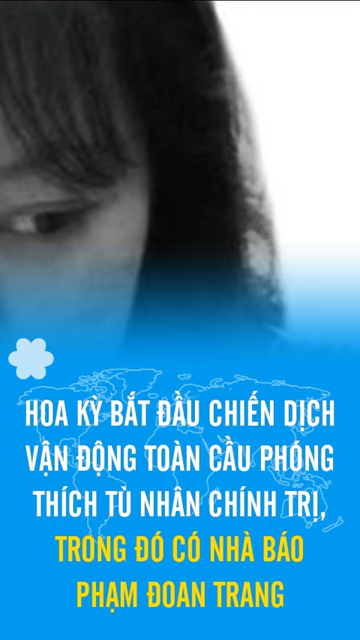 HOA KỲ BẮT ĐẦU CHIẾN DỊCH
VẬN ĐỘNG TOÀN CẦU PHÓNG
THÍCH TÙ NHÂN CHÍNH TRỊ,
TRONG ĐÓ CÓ NHÀ BÁO
PHẠM ĐOAN TRANG